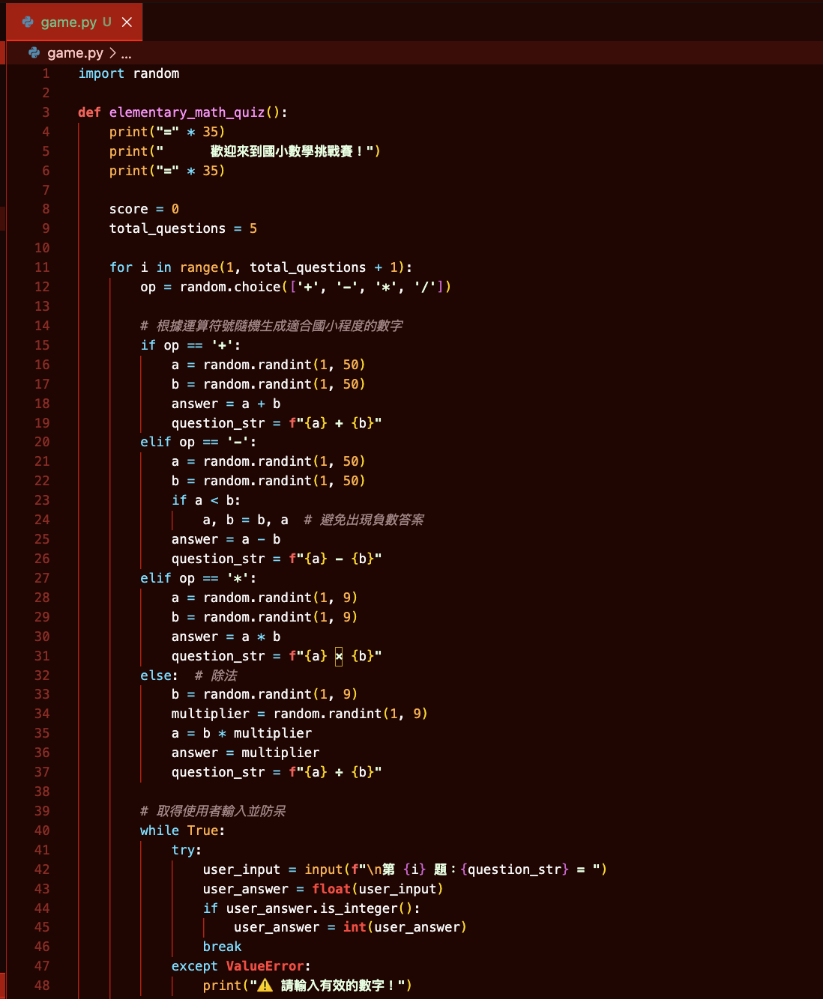 game.py U ×
game.py > ...
1 import random
2
3 def elementary_math_quiz():
4     print("=" * 35)
5     print("      歡迎來到國小數學挑戰賽！")
6     print("=" * 35)
7
8     score = 0
9     total_questions = 5
10
11     for i in range(1, total_questions + 1):
12         op = random.choice(['+', '-', '*', '/'])
13
14         # 根據運算符號隨機生成適合國小程度的數字
15         if op == '+':
16             a = random.randint(1, 50)
17             b = random.randint(1, 50)
18             answer = a + b
19             question_str = f"{a} + {b}"
20         elif op == '-':
21             a = random.randint(1, 50)
22             b = random.randint(1, 50)
23             if a < b:
24                 a, b = b, a  # 避免出現負數答案
25             answer = a - b
26             question_str = f"{a} - {b}"
27         elif op == '*':
28             a = random.randint(1, 9)
29             b = random.randint(1, 9)
30             answer = a * b
31             question_str = f"{a} × {b}"
32         else:  # 除法
33             b = random.randint(1, 9)
34             multiplier = random.randint(1, 9)
35             a = b * multiplier
36             answer = multiplier
37             question_str = f"{a} ÷ {b}"
38
39         # 取得使用者輸入並防呆
40         while True:
41             try:
42                 user_input = input(f"\n第 {i} 題：{question_str} = ")
43                 user_answer = float(user_input)
44                 if user_answer.is_integer():
45                     user_answer = int(user_answer)
46                 break
47             except ValueError:
48                 print("⚠️ 請輸入有效的數字！")